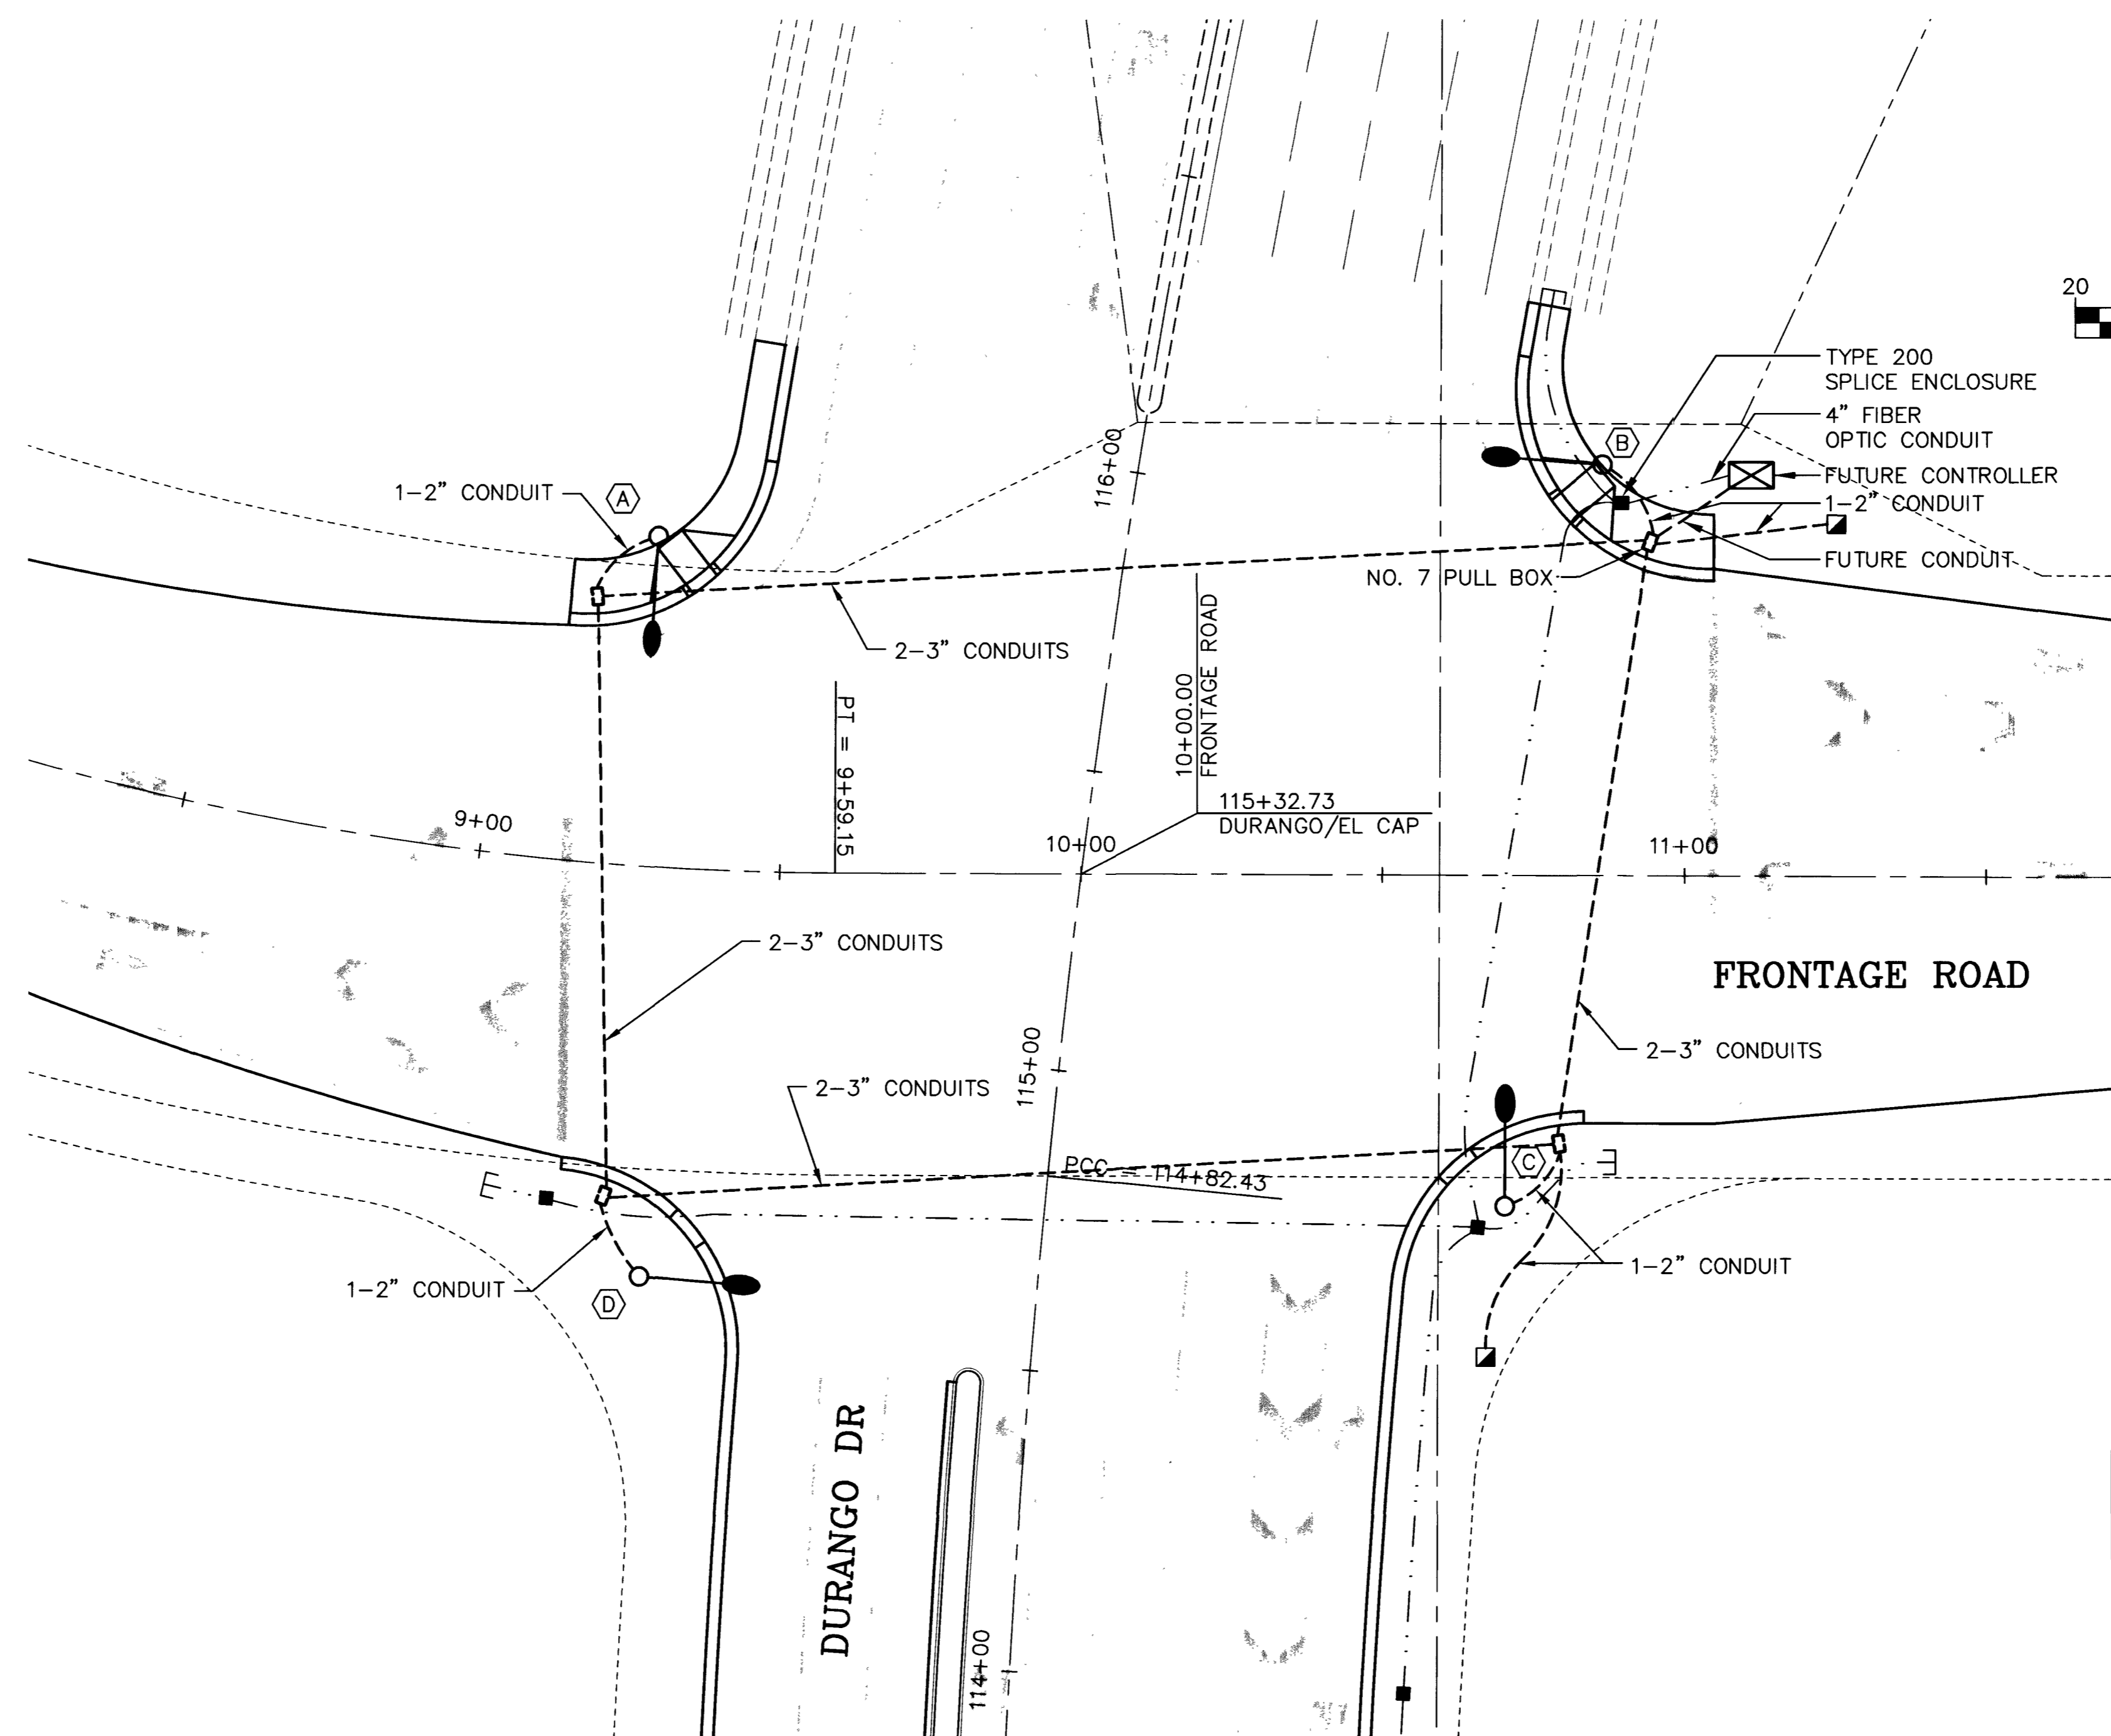 20
TYPE 200
SPLICE ENCLOSURE
4" FIBER
OPTIC CONDUIT
FUTURE CONTROLLER
1-2" CONDUIT
FUTURE CONDUIT
NO. 7 PULL BOX
B
1-2" CONDUIT
A
116+00
2-3" CONDUITS
PT = 9+59.15
10+00.00
FRONTAGE ROAD
115+32.73
DURANGO/EL CAP
9+00
10+00
11+00
2-3" CONDUITS
FRONTAGE ROAD
2-3" CONDUITS
115+00
2-3" CONDUITS
PCC = 114+82.43
C
E
E
1-2" CONDUIT
D
1-2" CONDUIT
DURANGO DR
114+00